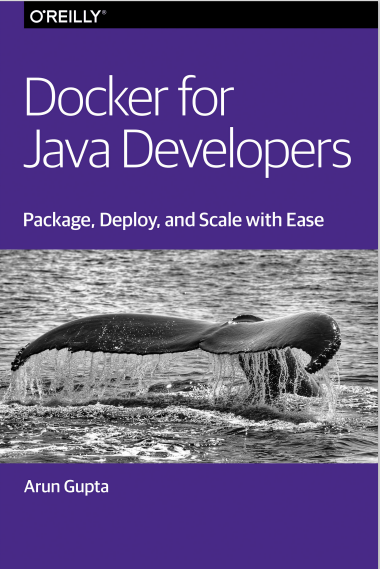 O'REILLY®
Docker for
Java Developers
Package, Deploy, and Scale with Ease
Arun Gupta